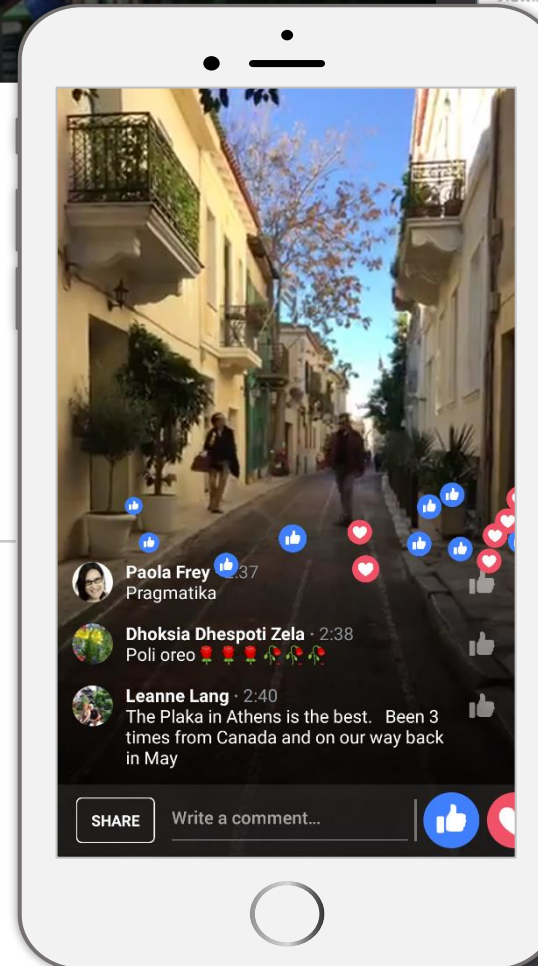 Paola Frey · 2:37
Pragmatika
Dhoksia Dhespoti Zela · 2:38
Poli oreo🌹🌹🌹🥀🥀🥀
Leanne Lang · 2:40
The Plaka in Athens is the best. Been 3
times from Canada and on our way back
in May
SHARE
Write a comment...